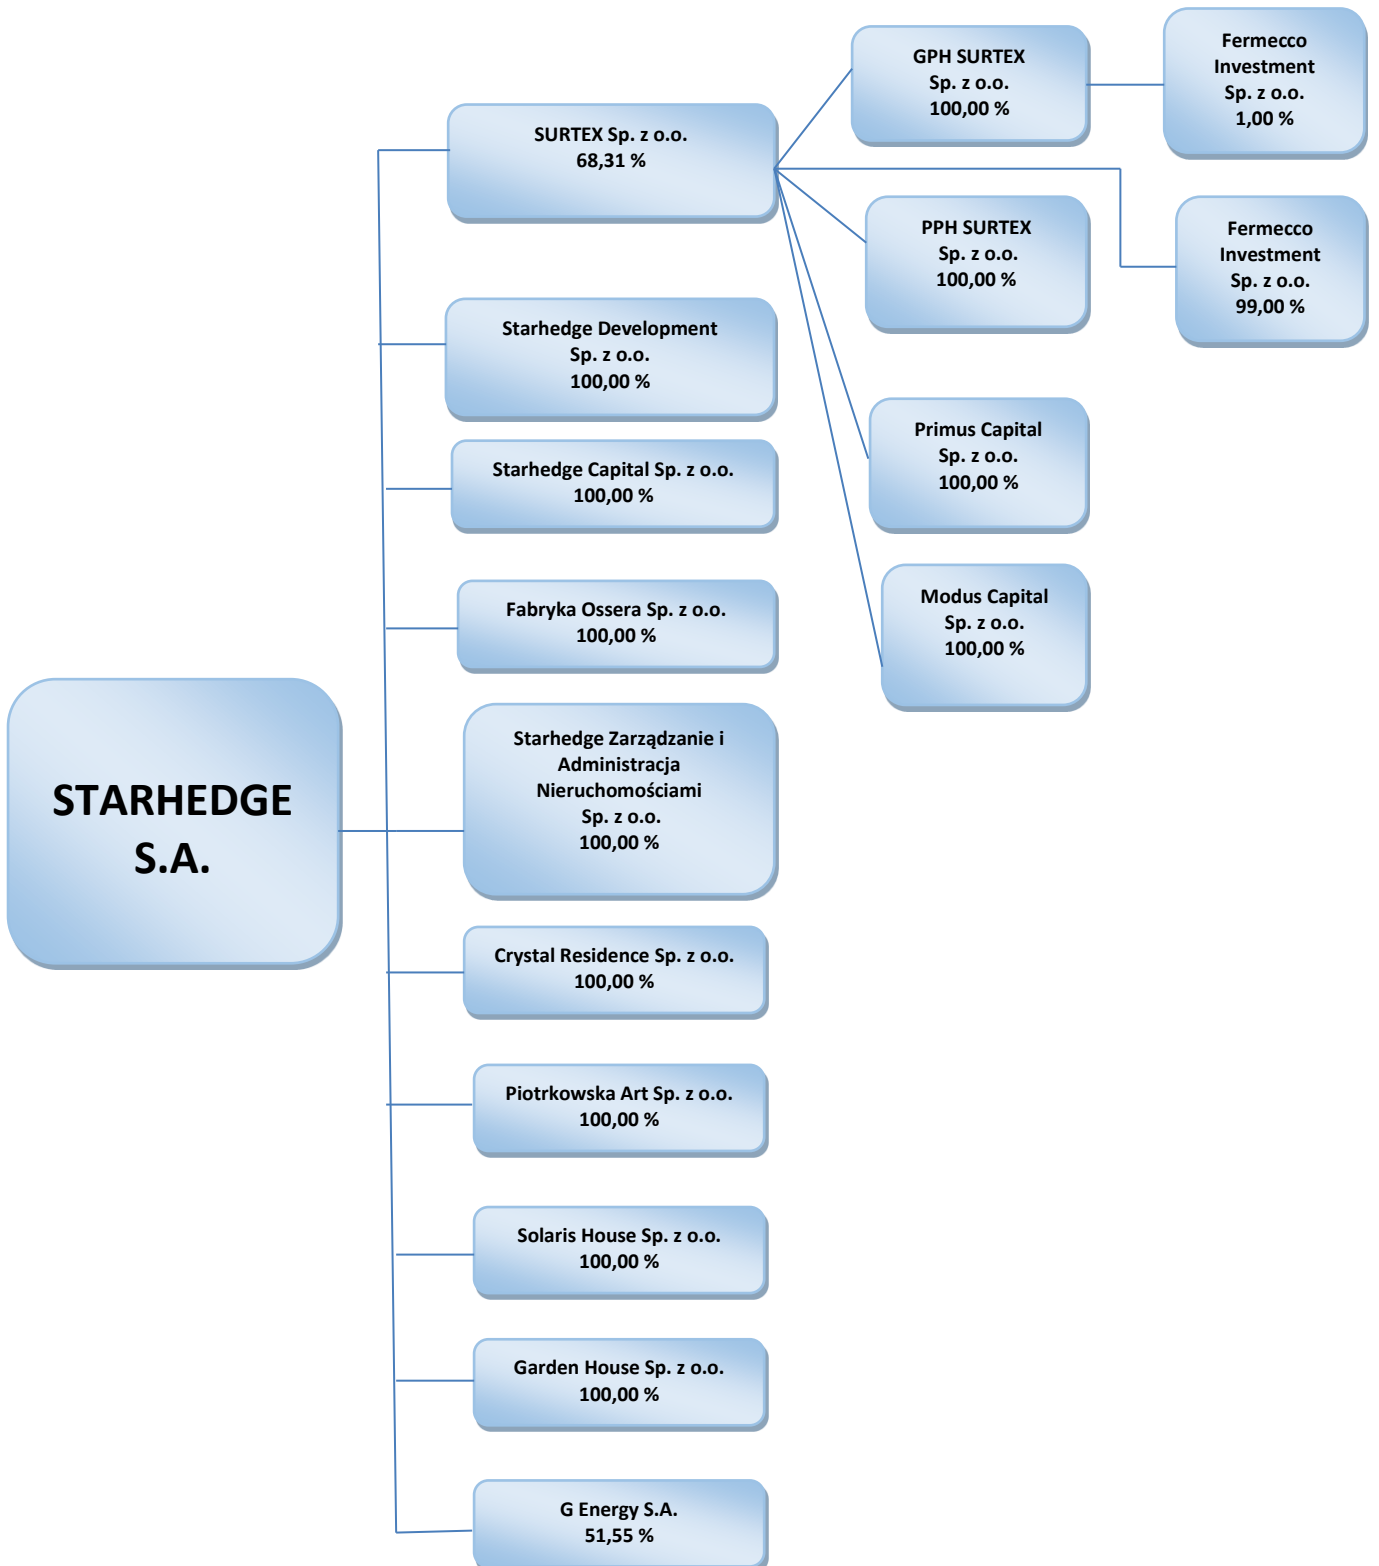 GPH SURTEX
Sp. z o.o.
100,00 %
Fermecco
Investment
Sp. z o.o.
1,00 %
SURTEX Sp. z o.o.
68,31 %
PPH SURTEX
Sp. z o.o.
100,00 %
Fermecco
Investment
Sp. z o.o.
99,00 %
Starhedge Development
Sp. z o.o.
100,00 %
Primus Capital
Sp. z o.o.
100,00 %
Starhedge Capital Sp. z o.o.
100,00 %
Modus Capital
Sp. z o.o.
100,00 %
Fabryka Ossera Sp. z o.o.
100,00 %
STARHEDGE
S.A.
Starhedge Zarządzanie i
Administracja
Nieruchomościami
Sp. z o.o.
100,00 %
Crystal Residence Sp. z o.o.
100,00 %
Piotrkowska Art Sp. z o.o.
100,00 %
Solaris House Sp. z o.o.
100,00 %
Garden House Sp. z o.o.
100,00 %
G Energy S.A.
51,55 %